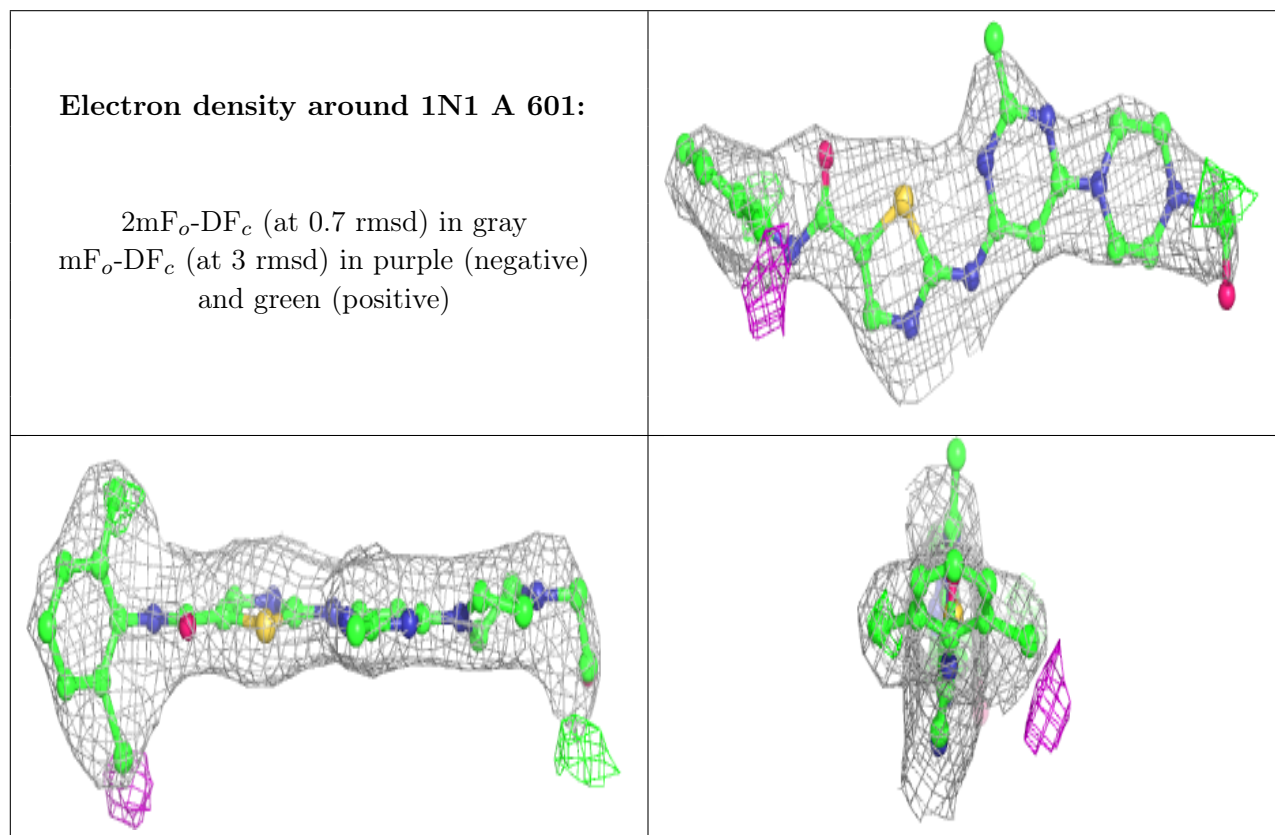 Electron density around 1N1 A 601:
2mFo-DFc (at 0.7 rmsd) in gray
mFo-DFc (at 3 rmsd) in purple (negative)
and green (positive)